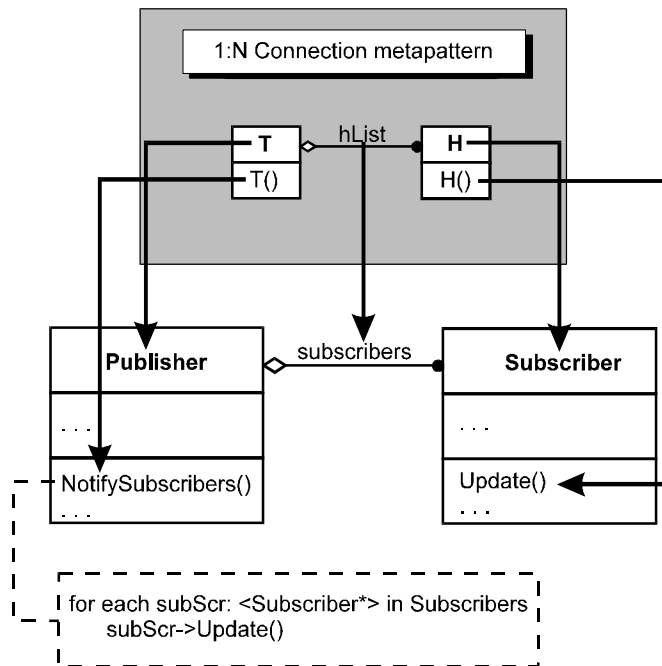 1:N Connection metapattern
T
hList
H
T()
H()
Publisher
subscribers
Subscriber
. . .
. . .
NotifySubscribers()
Update()
. . .
. . .
for each subScr: <Subscriber*> in Subscribers
subScr->Update()